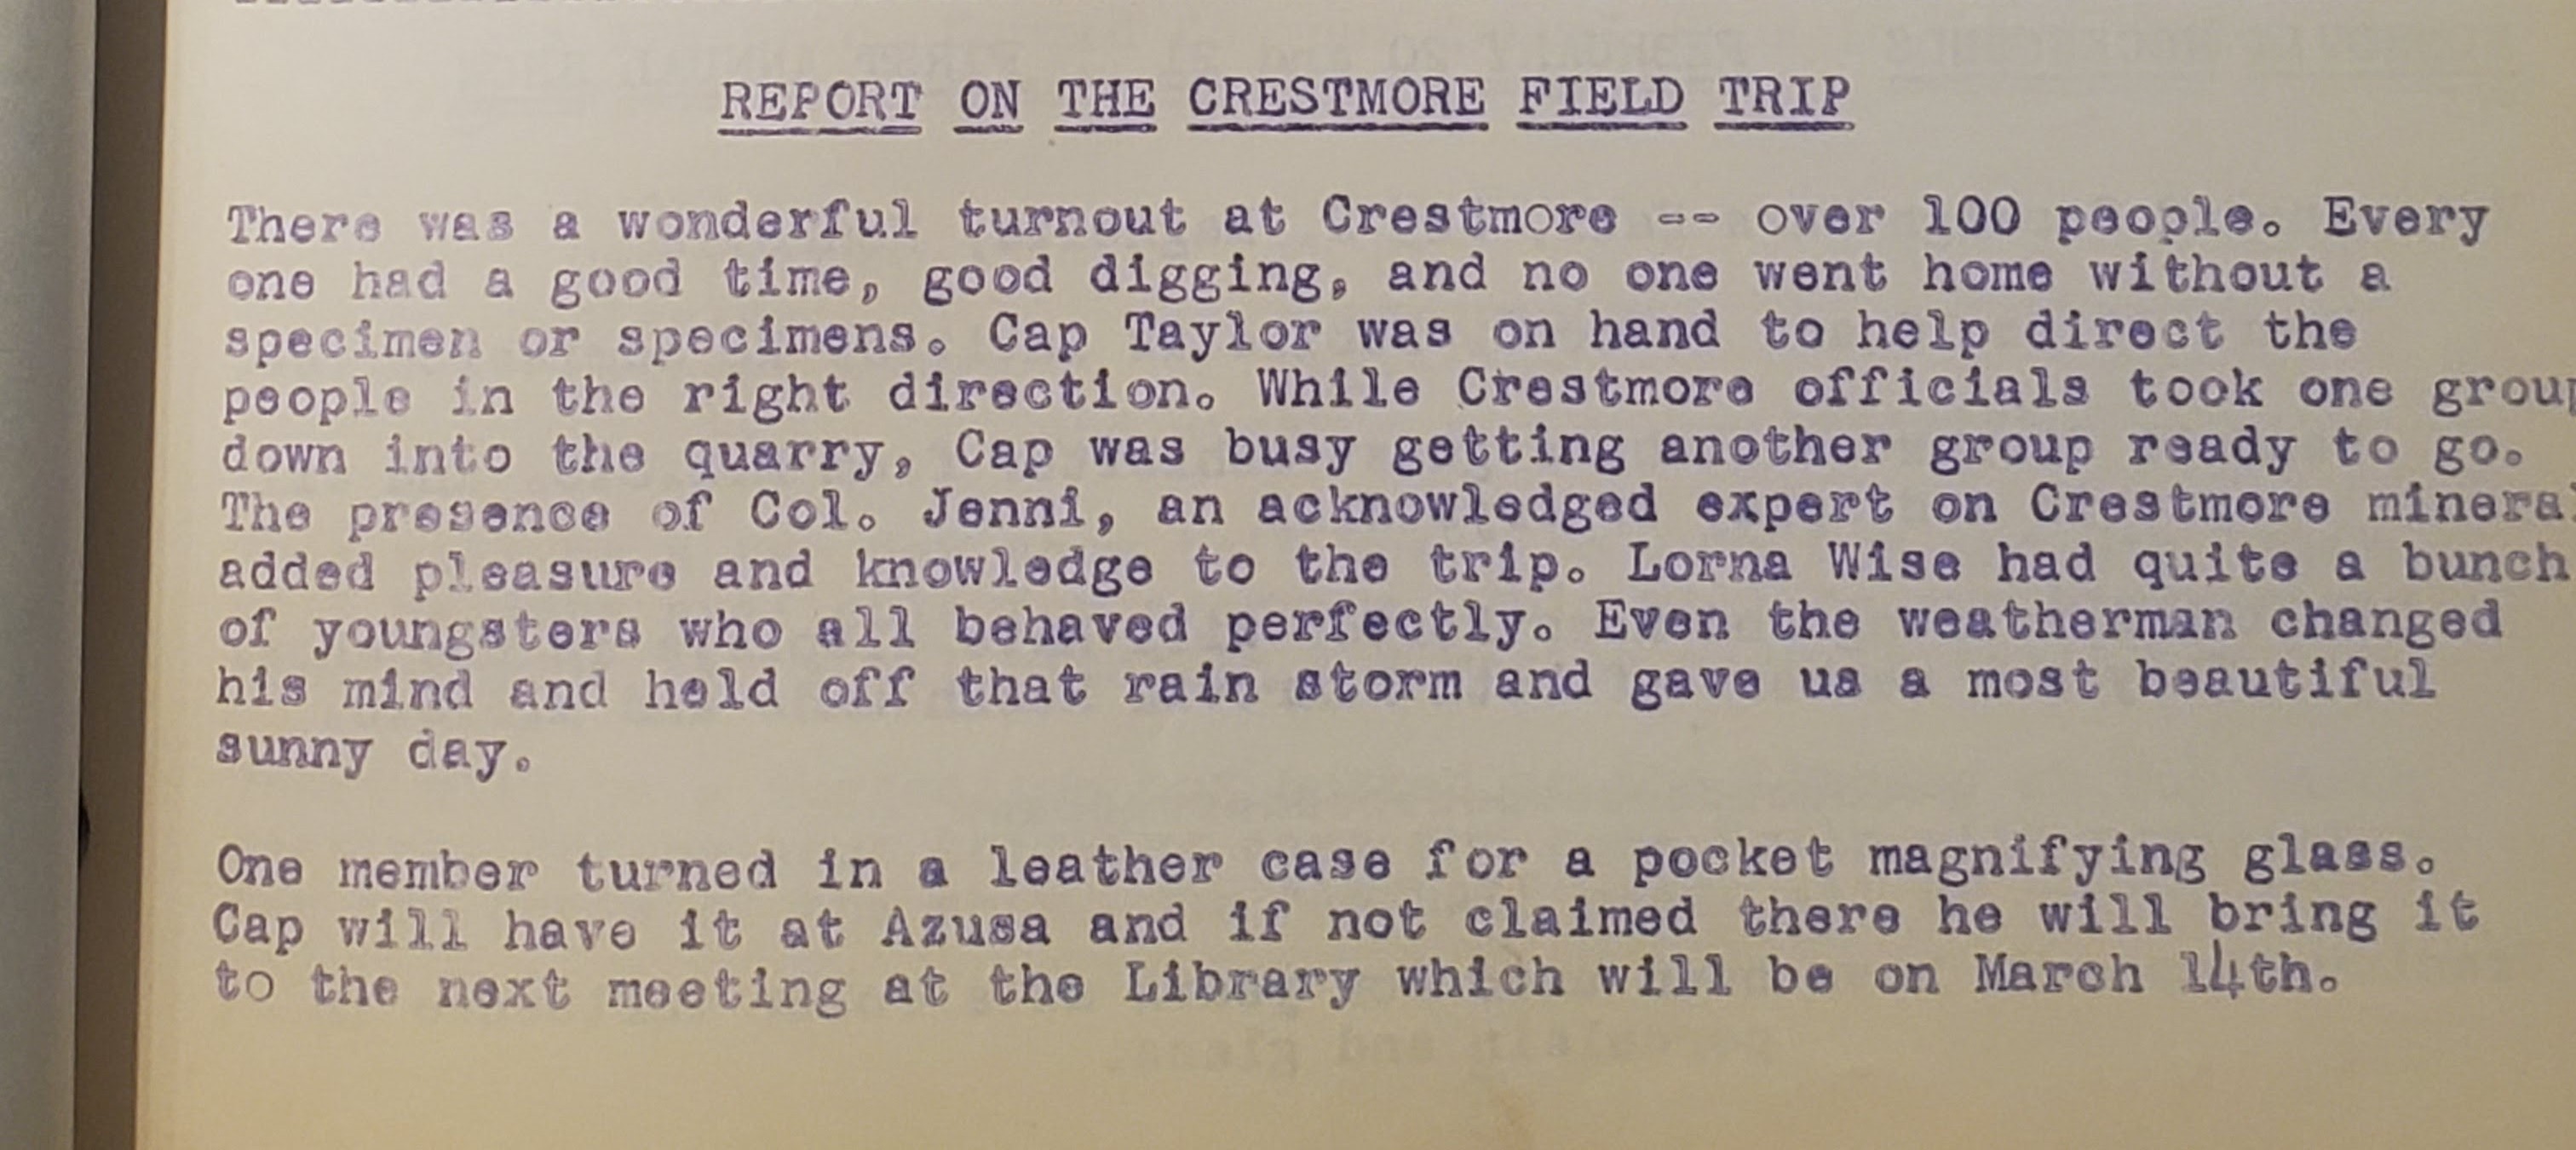 REPORT ON THE CRESTMORE FIELD TRIP
There was a wonderful turnout at Crestmore -- over 100 people. Every
one had a good time, good digging, and no one went home without a
specimen or specimens. Cap Taylor was on hand to help direct the
people in the right direction. While Crestmore officials took one group
down into the quarry, Cap was busy getting another group ready to go.
The presence of Col. Jenni, an acknowledged expert on Crestmore mineral
added pleasure and knowledge to the trip. Lorna Wise had quite a bunch
of youngsters who all behaved perfectly. Even the weatherman changed
his mind and held off that rain storm and gave us a most beautiful
sunny day.
One member turned in a leather case for a pocket magnifying glass.
Cap will have it at Azusa and if not claimed there he will bring it
to the next meeting at the Library which will be on March 14th.